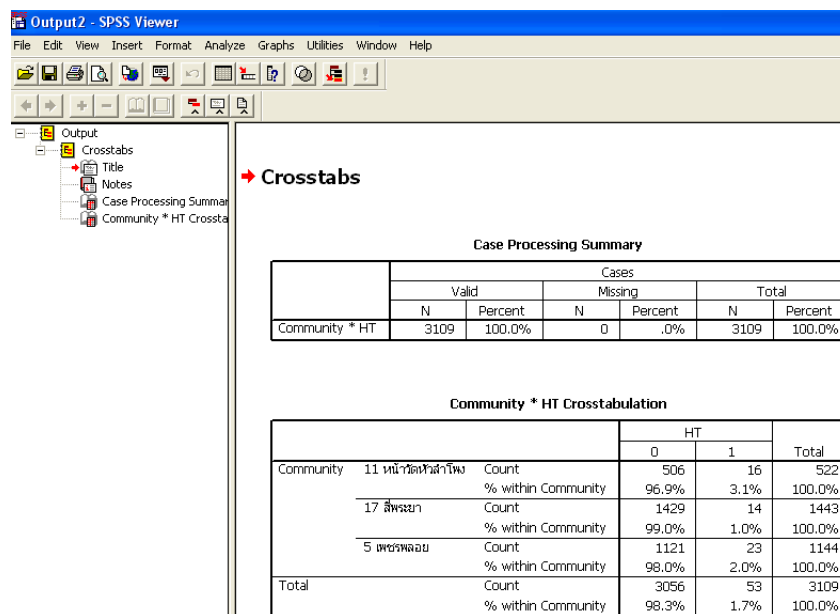 Output2 - SPSS Viewer
File Edit View Insert Format Analyze Graphs Utilities Window Help
Output
Crosstabs
Title
Notes
Case Processing Summar
Community * HT Crossta
Crosstabs
Case Processing Summary
Cases
Valid Missing Total
N Percent N Percent N Percent
Community * HT 3109 100.0% 0 .0% 3109 100.0%
Community * HT Crosstabulation
HT
0 1 Total
Community 11 หน้าวัดหัวลำโพง Count 506 16 522
% within Community 96.9% 3.1% 100.0%
17 สี่พระยา Count 1429 14 1443
% within Community 99.0% 1.0% 100.0%
5 เพชรพลอย Count 1121 23 1144
% within Community 98.0% 2.0% 100.0%
Total Count 3056 53 3109
% within Community 98.3% 1.7% 100.0%